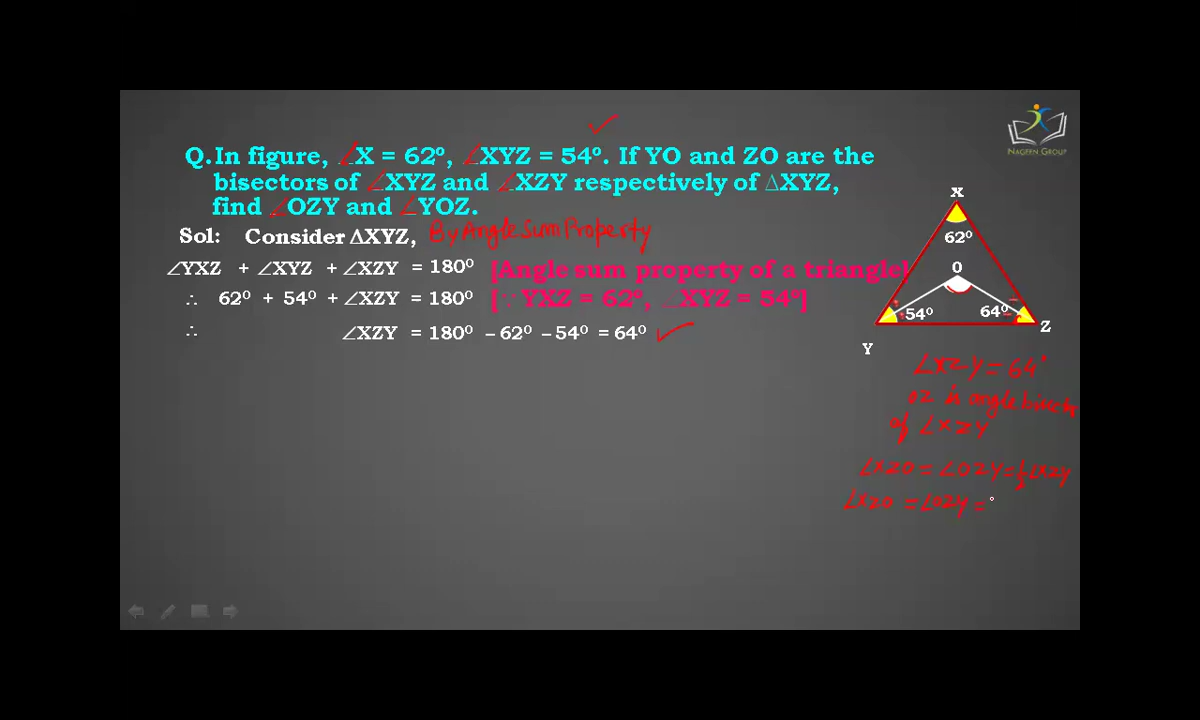 NAGEEN GROUP
Q. In figure, ∠X = 62°, ∠XYZ = 54°. If YO and ZO are the
bisectors of ∠XYZ and ∠XZY respectively of ∆XYZ,
find ∠OZY and ∠YOZ.
Sol: Consider ∆XYZ, By Angle Sum Property
∠YXZ + ∠XYZ + ∠XZY = 180° [Angle sum property of a triangle]
∴ 62° + 54° + ∠XZY = 180° [∵ YXZ = 62°, ∠XYZ = 54°]
∴ ∠XZY = 180° – 62° – 54° = 64°
X
62°
O
54° 64°
Y Z
∠XZY = 64°
OZ is angle bisector
of ∠XZY
∠XZO = ∠OZY = 1/2 ∠XZY
∠XZO = ∠OZY =